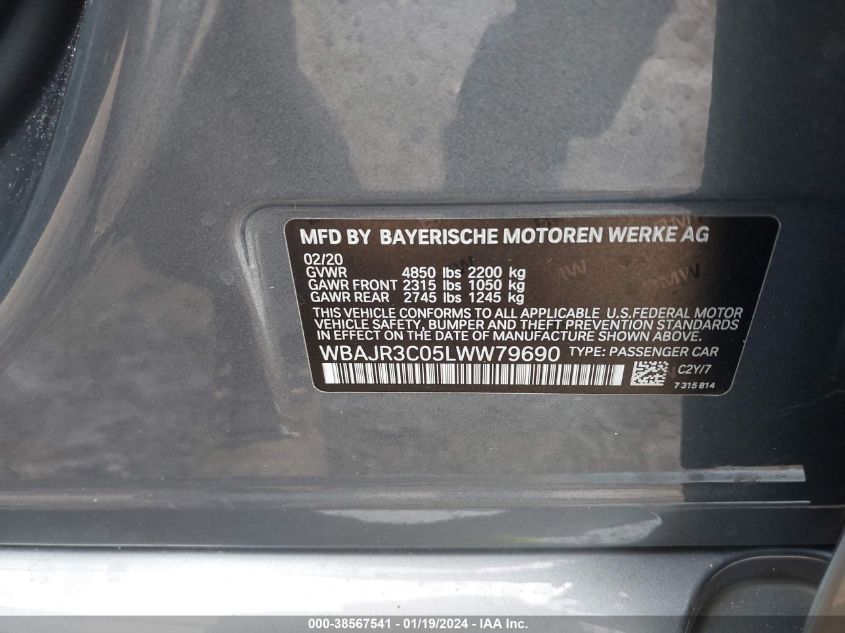 MFD BY BAYERISCHE MOTOREN WERKE AG
02/20
GVWR 4850 lbs 2200 kg
GAWR FRONT 2315 lbs 1050 kg
GAWR REAR 2745 lbs 1245 kg
THIS VEHICLE CONFORMS TO ALL APPLICABLE U.S.FEDERAL MOTOR
VEHICLE SAFETY, BUMPER AND THEFT PREVENTION STANDARDS
IN EFFECT ON THE DATE OF MANUFACTURE SHOWN ABOVE.
WBAJR3C05LWW79690 TYPE: PASSENGER CAR
C2Y/7
7 315 814
000-38567541 - 01/19/2024 - IAAI Inc.